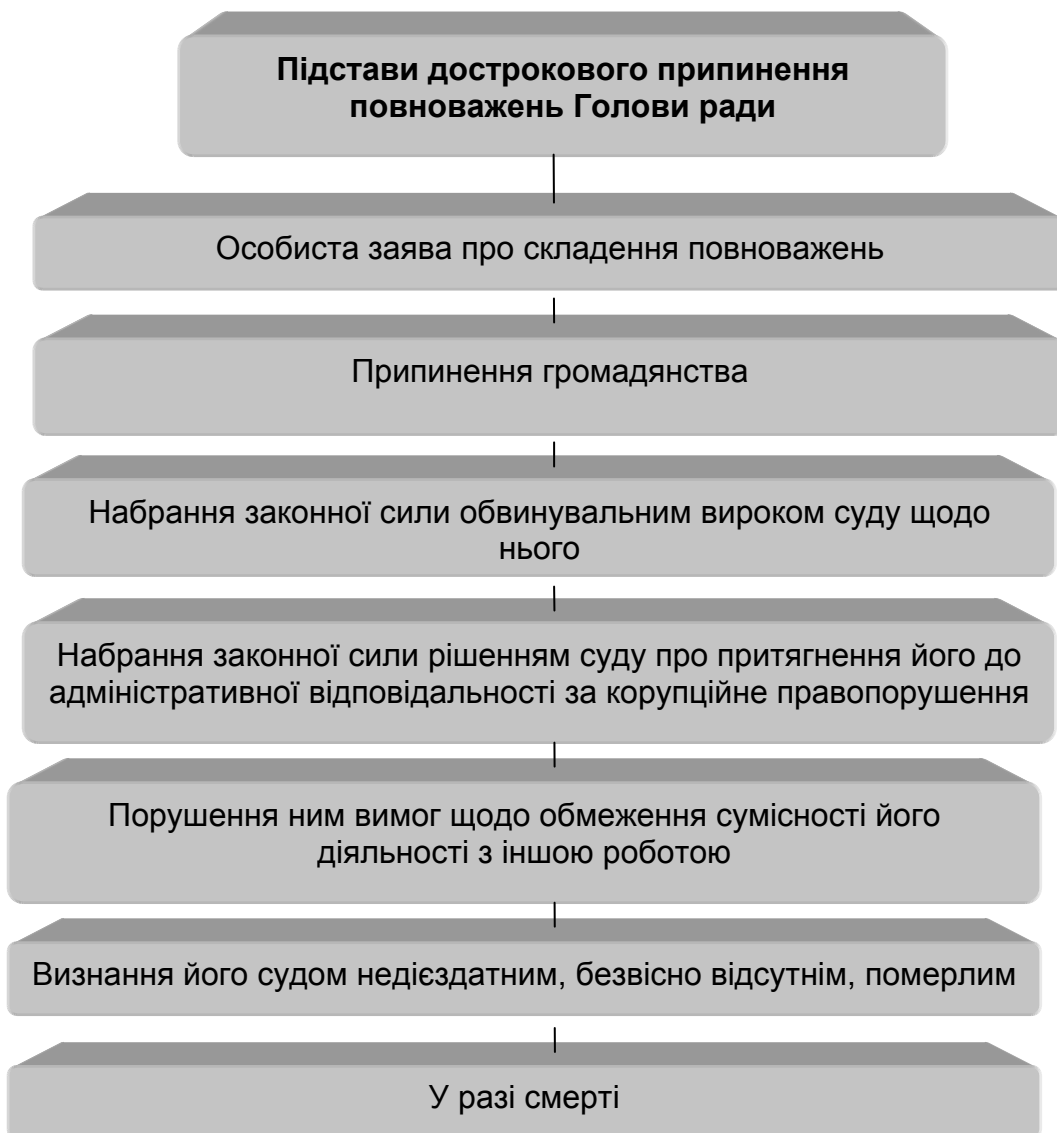 Підстави дострокового припинення
повноважень Голови ради
Особиста заява про складення повноважень
Припинення громадянства
Набрання законної сили обвинувальним вироком суду щодо
нього
Набрання законної сили рішенням суду про притягнення його до
адміністративної відповідальності за корупційне правопорушення
Порушення ним вимог щодо обмеження сумісності його
діяльності з іншою роботою
Визнання його судом недієздатним, безвісно відсутнім, померлим
У разі смерті